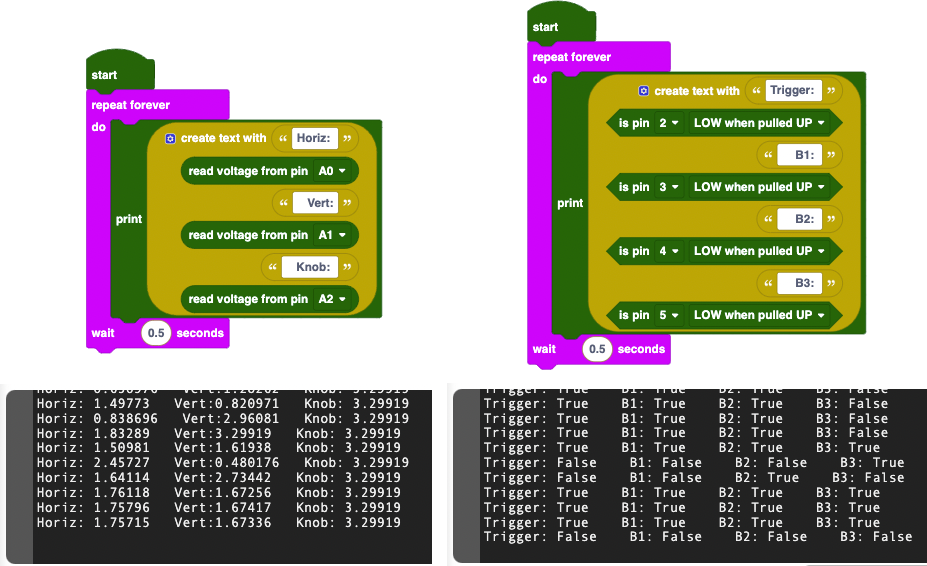 start
repeat forever
do
print
create text with “ Horiz: ”
read voltage from pin A0
“ Vert: ”
read voltage from pin A1
“ Knob: ”
read voltage from pin A2
wait 0.5 seconds
start
repeat forever
do
print
create text with “ Trigger: ”
is pin 2 LOW when pulled UP
“ B1: ”
is pin 3 LOW when pulled UP
“ B2: ”
is pin 4 LOW when pulled UP
“ B3: ”
is pin 5 LOW when pulled UP
wait 0.5 seconds
Horiz: Knob: 3.29919
Horiz: 1.49773 Vert:0.820971 Knob: 3.29919
Horiz: 0.838696 Vert:2.96081 Knob: 3.29919
Horiz: 1.83289 Vert:3.29919 Knob: 3.29919
Horiz: 1.50981 Vert:1.61938 Knob: 3.29919
Horiz: 2.45727 Vert:0.480176 Knob: 3.29919
Horiz: 1.64114 Vert:2.73442 Knob: 3.29919
Horiz: 1.76118 Vert:1.67256 Knob: 3.29919
Horiz: 1.75796 Vert:1.67417 Knob: 3.29919
Horiz: 1.75715 Vert:1.67336 Knob: 3.29919
Trigger: True B1: True B2: True B3: False
Trigger: True B1: True B2: True B3: False
Trigger: True B1: True B2: True B3: False
Trigger: True B1: True B2: True B3: False
Trigger: True B1: True B2: True B3: True
Trigger: False B1: False B2: False B3: True
Trigger: False B1: False B2: True B3: False
Trigger: True B1: True B2: True B3: True
Trigger: True B1: True B2: True B3: True
Trigger: True B1: True B2: True B3: True
Trigger: False B1: False B2: False B3: False